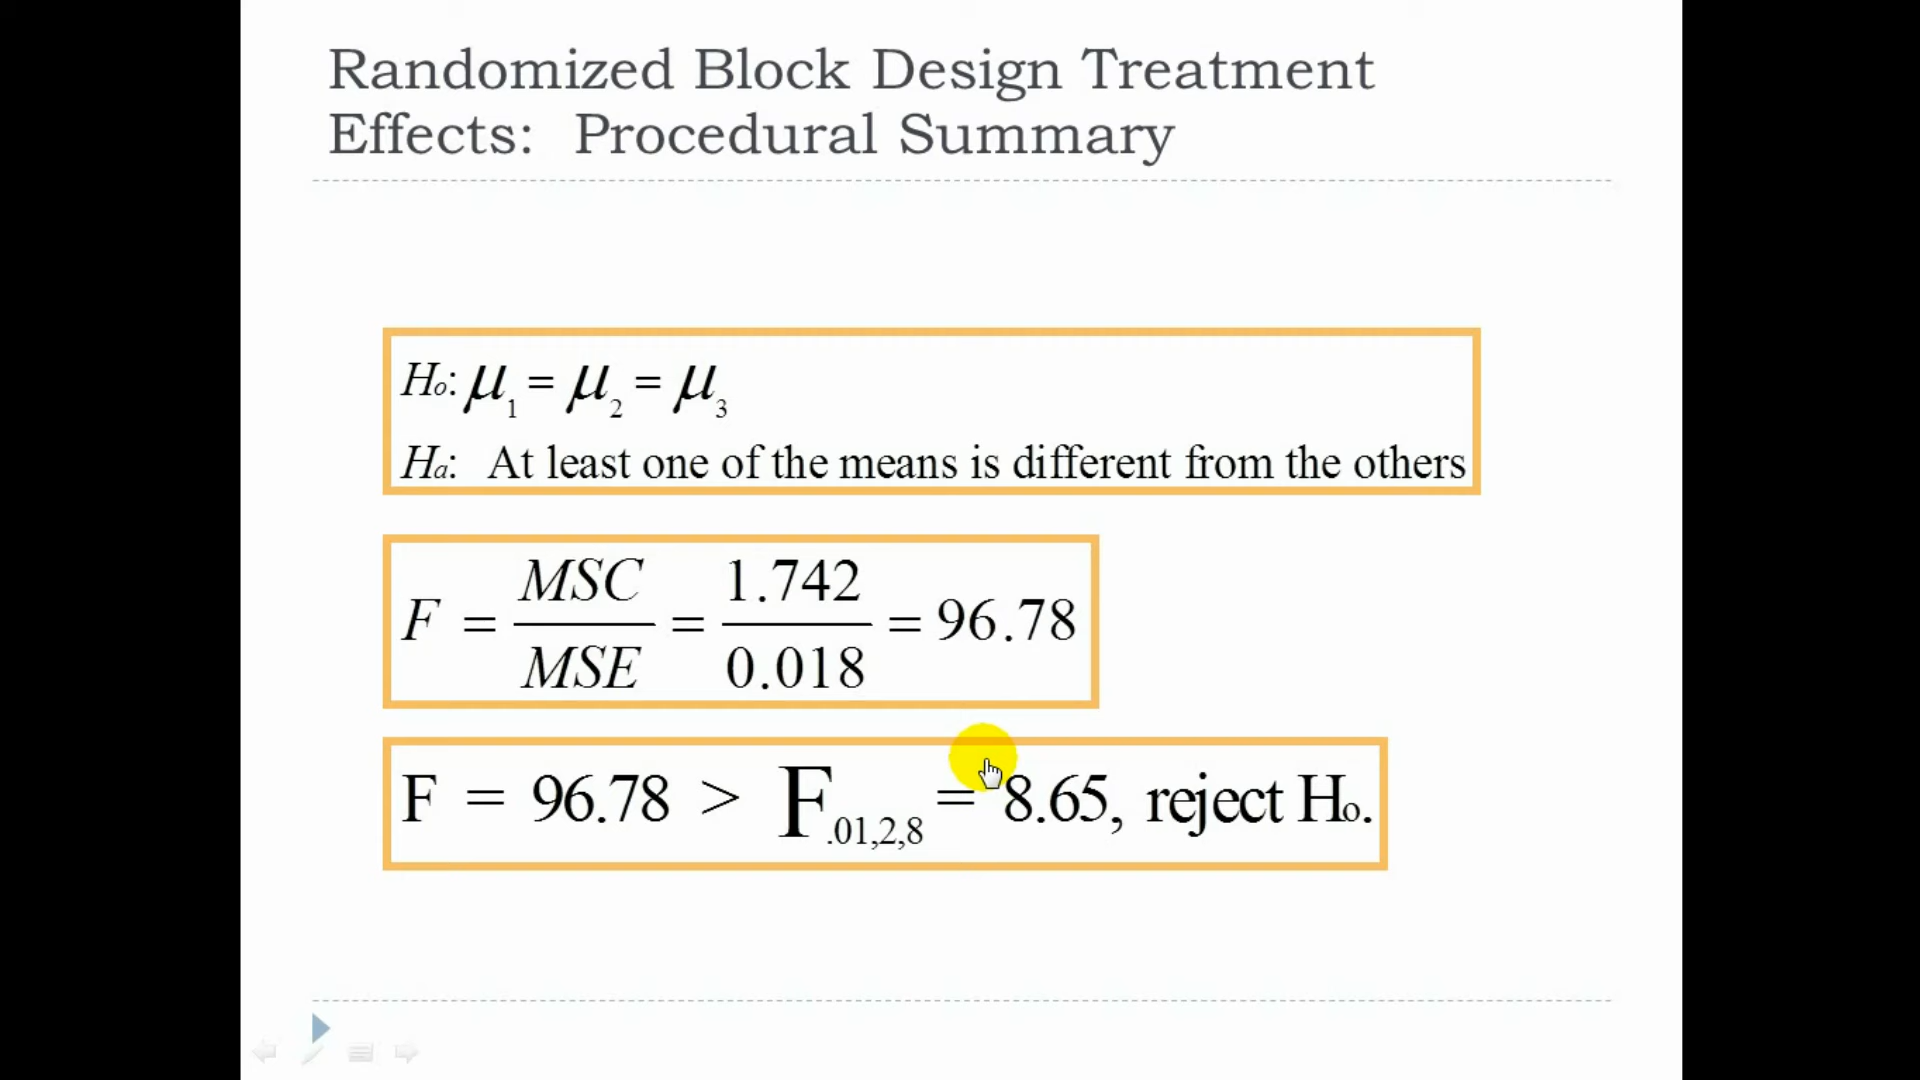 Randomized Block Design Treatment
Effects: Procedural Summary
Ho: μ1 = μ2 = μ3
Ha: At least one of the means is different from the others
F = MSC/MSE = 1.742/0.018 = 96.78
F = 96.78 > F.01,2,8 = 8.65, reject Ho.